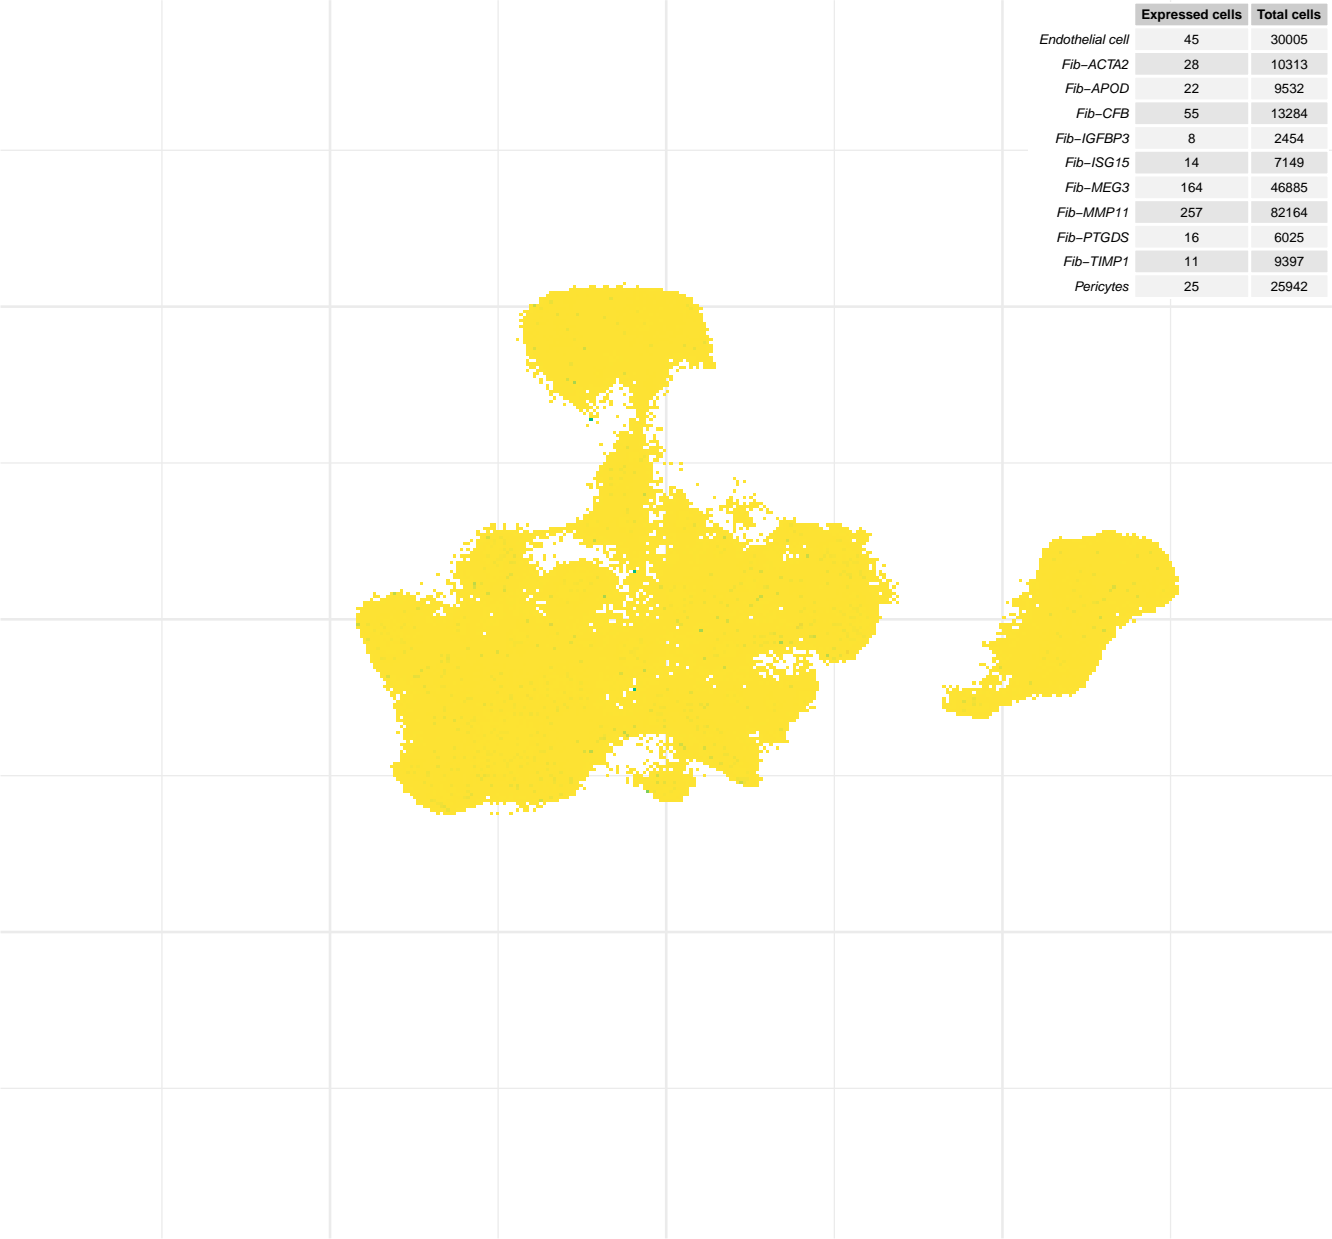 Expressed cells Total cells
Endothelial cell 45 30005
Fib−ACTA2 28 10313
Fib−APOD 22 9532
Fib−CFB 55 13284
Fib−IGFBP3 8 2454
Fib−ISG15 14 7149
Fib−MEG3 164 46885
Fib−MMP11 257 82164
Fib−PTGDS 16 6025
Fib−TIMP1 11 9397
Pericytes 25 25942